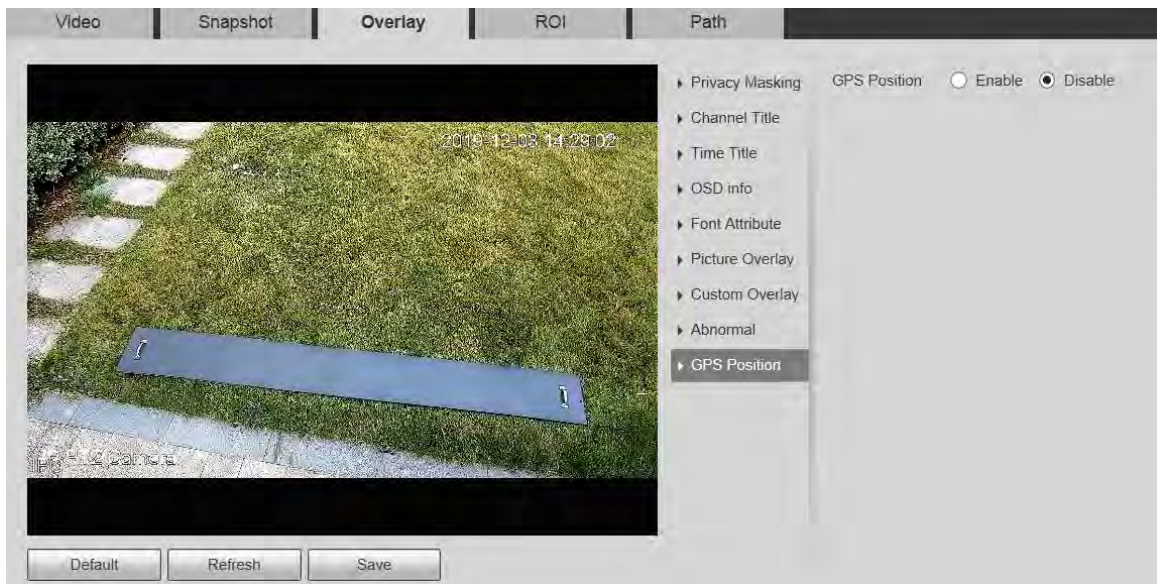 Video Snapshot Overlay ROI Path
2019-12-03 14:29:02
Camera
Privacy Masking
Channel Title
Time Title
OSD info
Font Attribute
Picture Overlay
Custom Overlay
Abnormal
GPS Position
GPS Position Enable Disable
Default Refresh Save